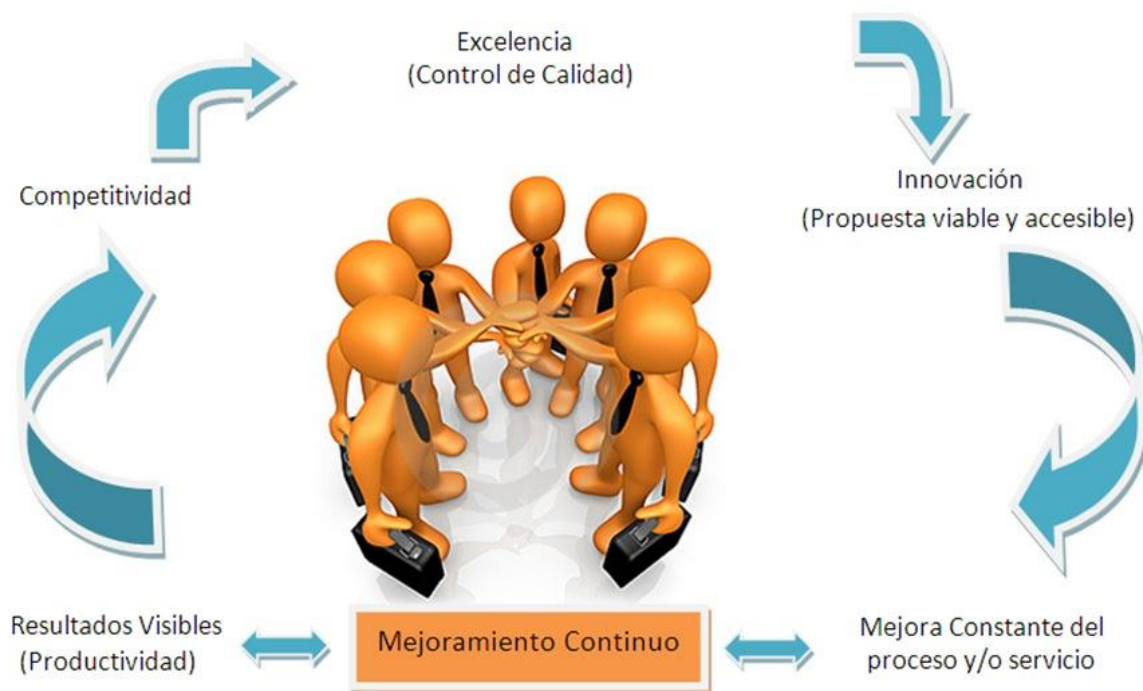 Excelencia
(Control de Calidad)
Competitividad
Innovación
(Propuesta viable y accesible)
Resultados Visibles
(Productividad)
Mejoramiento Continuo
Mejora Constante del
proceso y/o servicio